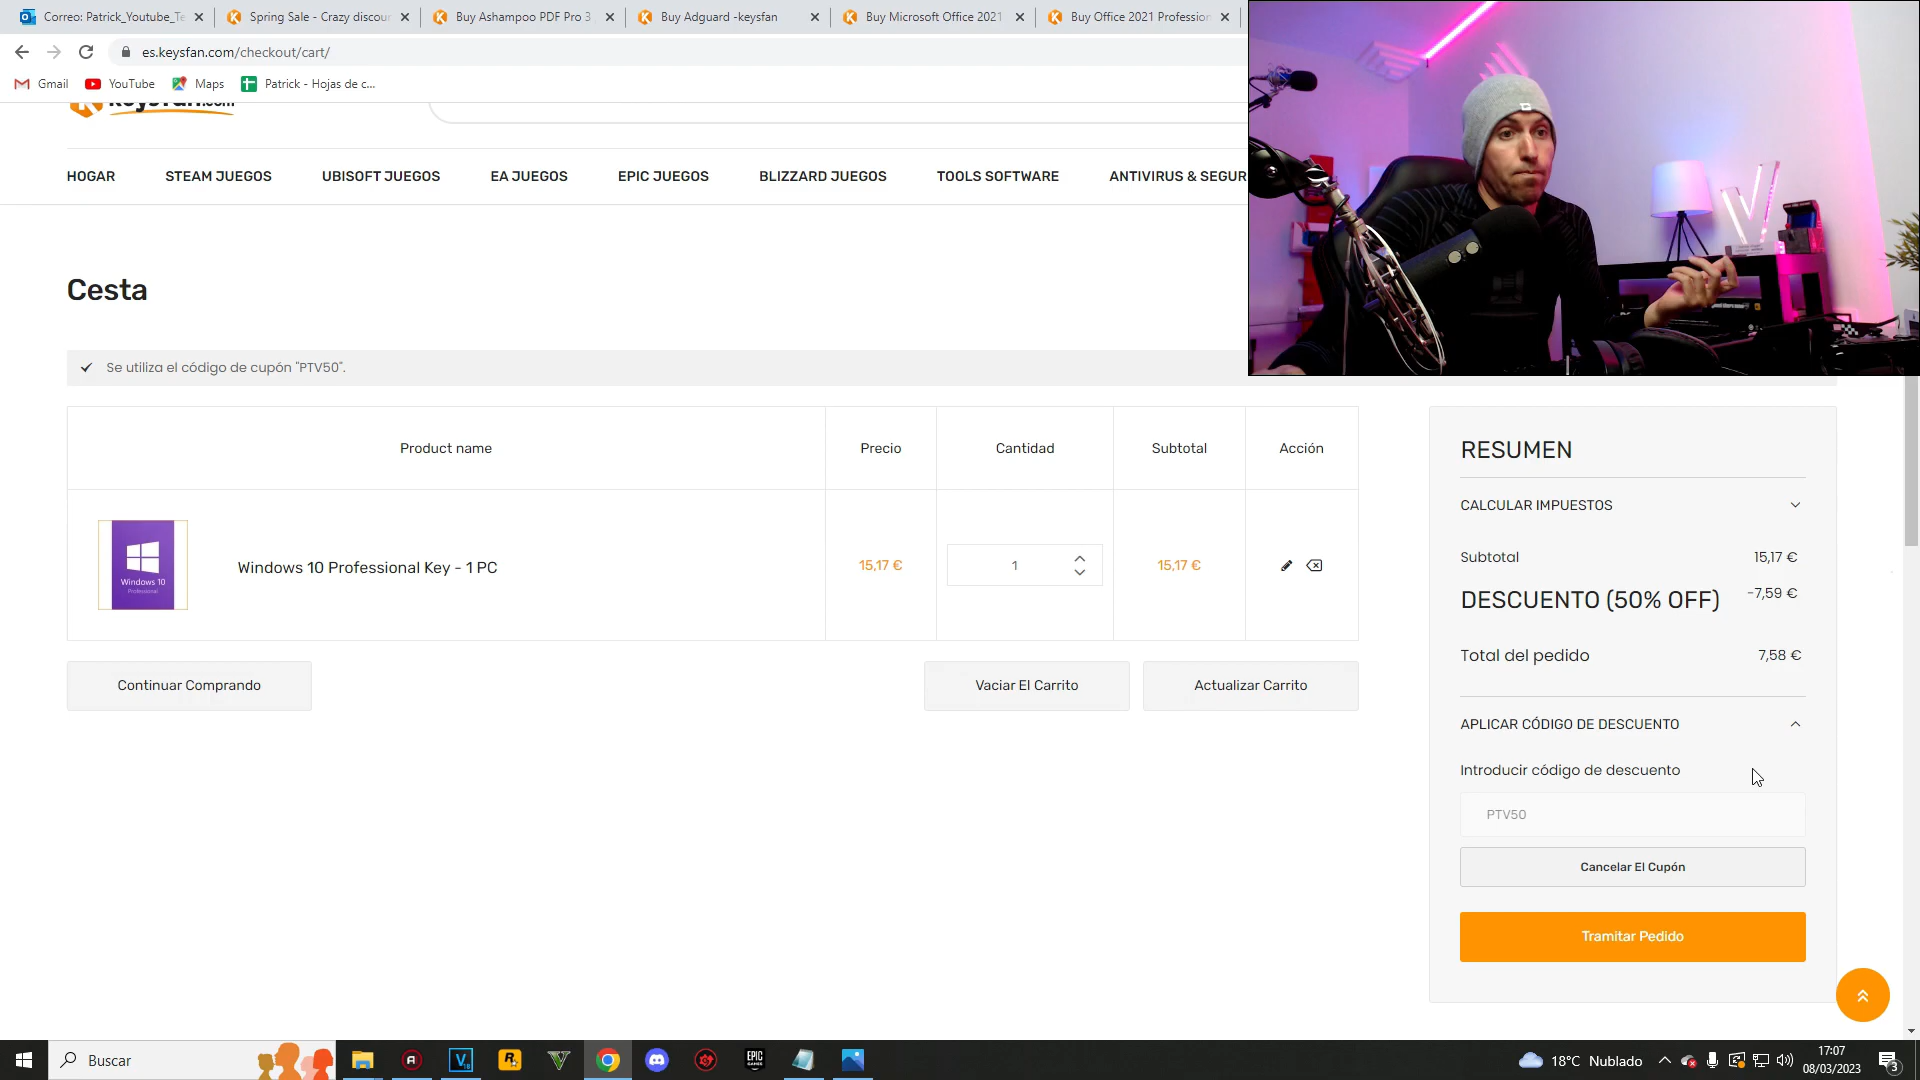 Correo: Patrick_Youtube_Te
Spring Sale - Crazy discour
Buy Ashampoo PDF Pro 3
Buy Adguard -keysfan
Buy Microsoft Office 2021
Buy Office 2021 Profession
es.keysfan.com/checkout/cart/
Gmail
YouTube
Maps
Patrick - Hojas de c...
HOGAR
STEAM JUEGOS
UBISOFT JUEGOS
EA JUEGOS
EPIC JUEGOS
BLIZZARD JUEGOS
TOOLS SOFTWARE
ANTIVIRUS & SEGUR
Cesta
Se utiliza el código de cupón "PTV50".
Product name
Precio
Cantidad
Subtotal
Acción
Windows 10
Professional
Windows 10 Professional Key - 1 PC
15,17 €
1
15,17 €
Continuar Comprando
Vaciar El Carrito
Actualizar Carrito
RESUMEN
CALCULAR IMPUESTOS
Subtotal
15,17 €
DESCUENTO (50% OFF)
-7,59 €
Total del pedido
7,58 €
APLICAR CÓDIGO DE DESCUENTO
Introducir código de descuento
PTV50
Cancelar El Cupón
Tramitar Pedido
Buscar
EPIC
GAMES
18°C Nublado
17:07
08/03/2023
3